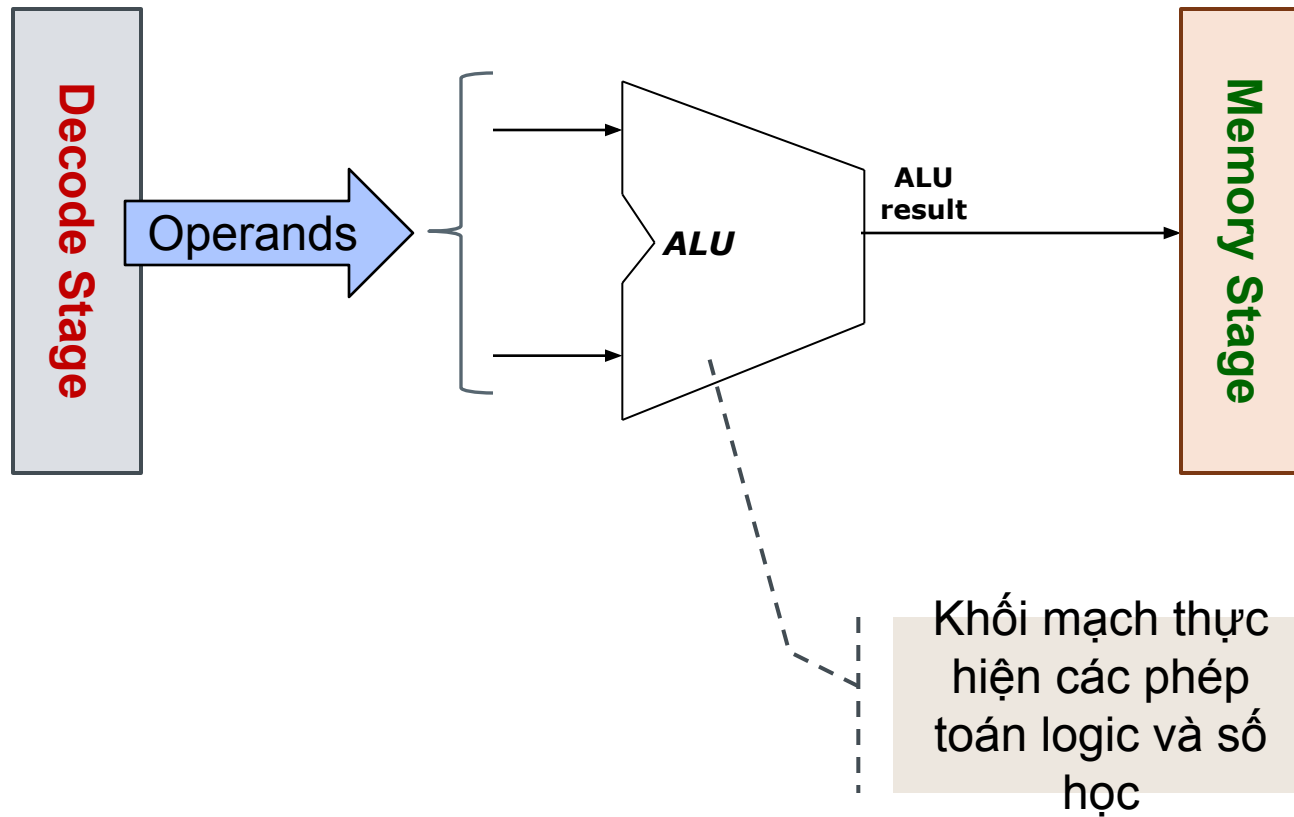 Decode Stage
Operands
ALU
ALU
result
Memory Stage
Khối mạch thực
hiện các phép
toán logic và số
học